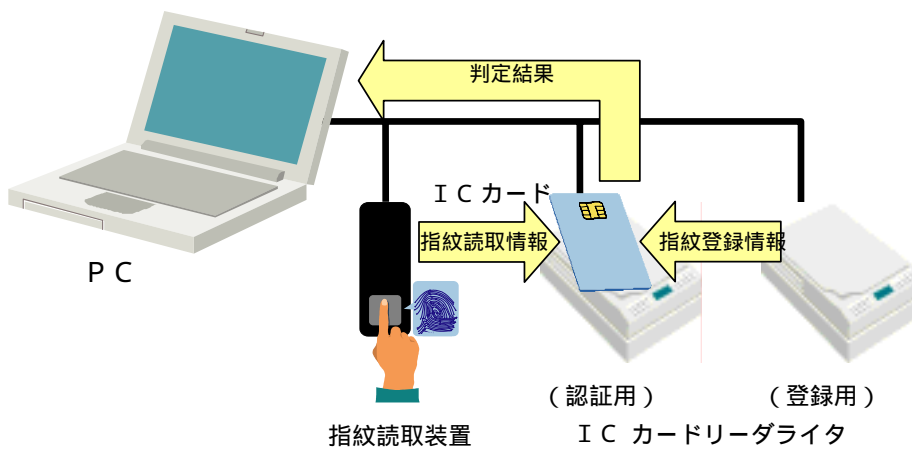 判定結果
ＩＣカード
指紋読取情報
指紋登録情報
ＰＣ
（認証用）
（登録用）
指紋読取装置
ＩＣ カードリーダライタ